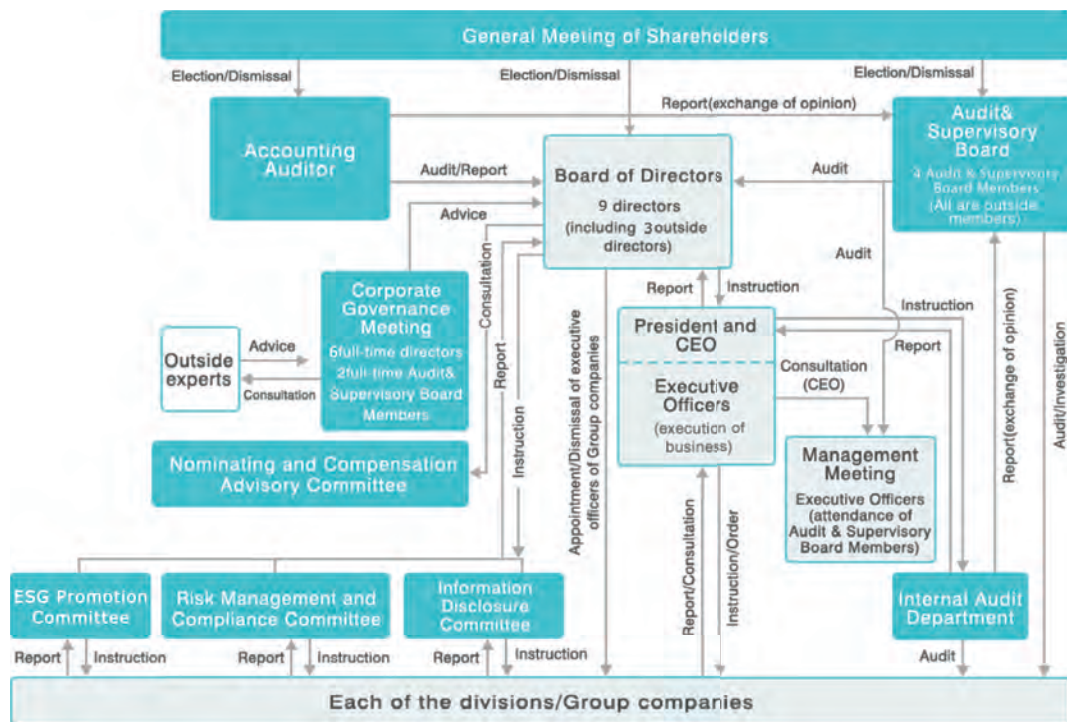 General Meeting of Shareholders
Election/Dismissal
Election/Dismissal
Election/Dismissal
Accounting
Auditor
Report(exchange of opinion)
Audit&
Supervisory
Board
4 Audit & Supervisory
Board Members
(All are outside
members)
Audit/Report
Board of Directors
9 directors
(including 3outside
directors)
Audit
Advice
Audit
Consultation
Corporate
Governance
Meeting
6full-time directors
2full-time Audit&
Supervisory Board
Members
Outside
experts
Advice
Consultation
Report
Instruction
Nominating and Compensation
Advisory Committee
Appointment/Dismissal of executive
officers of Group companies
Report
Instruction
President and
CEO
Executive
Officers
(execution of
business)
Instruction
Report
Consultation
(CEO)
Management
Meeting
Executive Officers
(attendance of
Audit & Supervisory
Board Members)
Report(exchange of opinion)
Audit/Investigation
Report/Consultation
Instruction/Order
ESG Promotion
Committee
Risk Management and
Compliance Committee
Information
Disclosure
Committee
Internal Audit
Department
Report
Instruction
Report
Instruction
Report
Instruction
Audit
Each of the divisions/Group companies